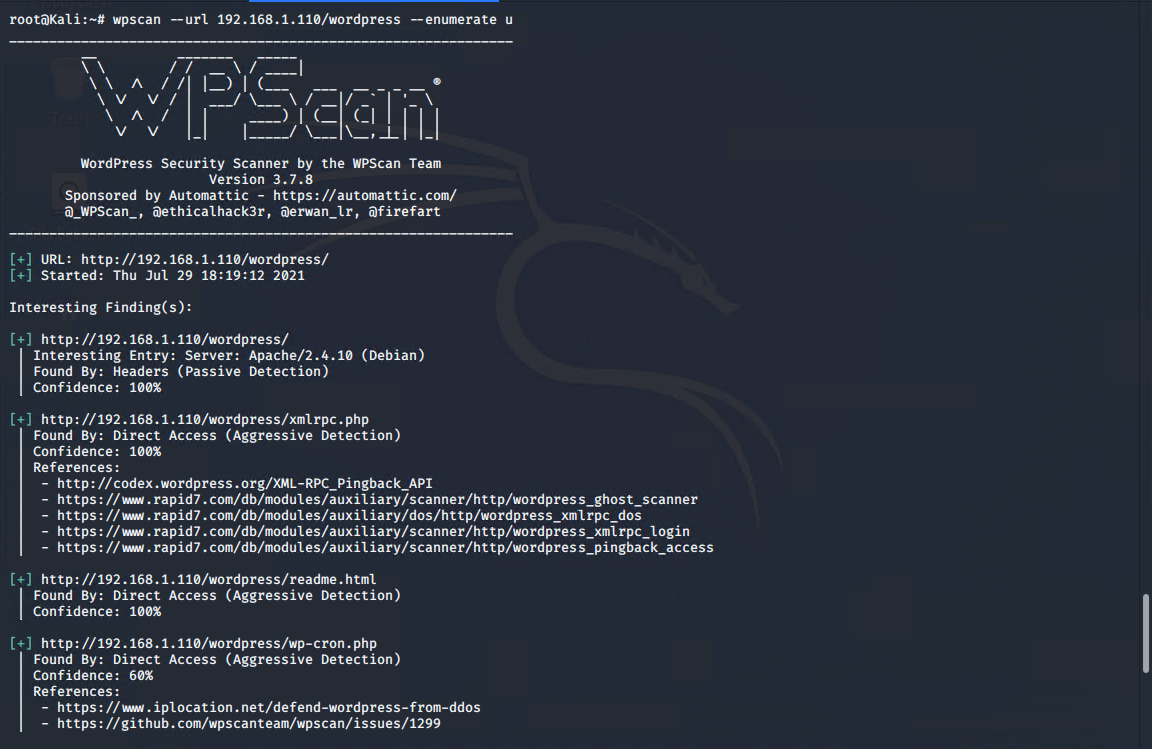 root@Kali:~# wpscan --url 192.168.1.110/wordpress --enumerate u
WPScan ®
WordPress Security Scanner by the WPScan Team
Version 3.7.8
Sponsored by Automattic - https://automattic.com/
@_WPScan_, @ethicalhack3r, @erwan_lr, @firefart
[+] URL: http://192.168.1.110/wordpress/
[+] Started: Thu Jul 29 18:19:12 2021
Interesting Finding(s):
[+] http://192.168.1.110/wordpress/
| Interesting Entry: Server: Apache/2.4.10 (Debian)
| Found By: Headers (Passive Detection)
| Confidence: 100%
[+] http://192.168.1.110/wordpress/xmlrpc.php
| Found By: Direct Access (Aggressive Detection)
| Confidence: 100%
| References:
|  - http://codex.wordpress.org/XML-RPC_Pingback_API
|  - https://www.rapid7.com/db/modules/auxiliary/scanner/http/wordpress_ghost_scanner
|  - https://www.rapid7.com/db/modules/auxiliary/dos/http/wordpress_xmlrpc_dos
|  - https://www.rapid7.com/db/modules/auxiliary/scanner/http/wordpress_xmlrpc_login
|  - https://www.rapid7.com/db/modules/auxiliary/scanner/http/wordpress_pingback_access
[+] http://192.168.1.110/wordpress/readme.html
| Found By: Direct Access (Aggressive Detection)
| Confidence: 100%
[+] http://192.168.1.110/wordpress/wp-cron.php
| Found By: Direct Access (Aggressive Detection)
| Confidence: 60%
| References:
|  - https://www.iplocation.net/defend-wordpress-from-ddos
|  - https://github.com/wpscanteam/wpscan/issues/1299